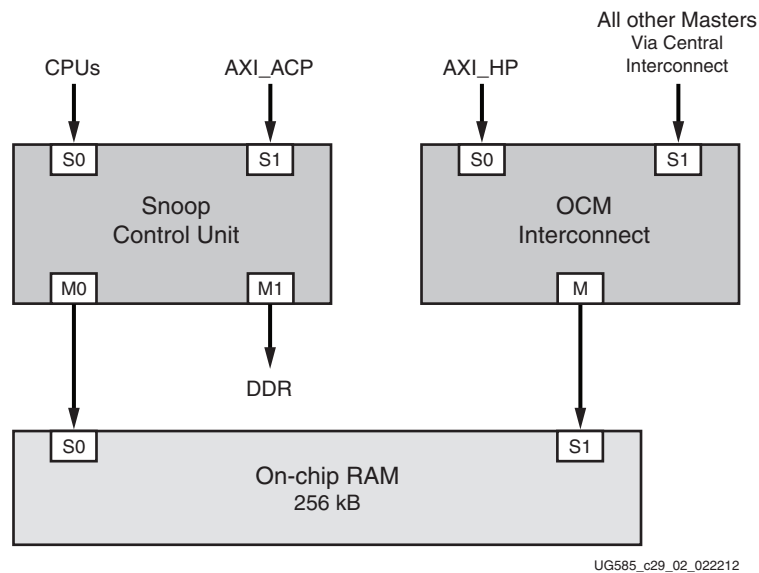 All other Masters
Via Central
Interconnect
CPUs
AXI_ACP
AXI_HP
S0
S1
S0
S1
Snoop
Control Unit
OCM
Interconnect
M0
M1
M
DDR
S0
S1
On-chip RAM
256 kB
UG585_c29_02_022212